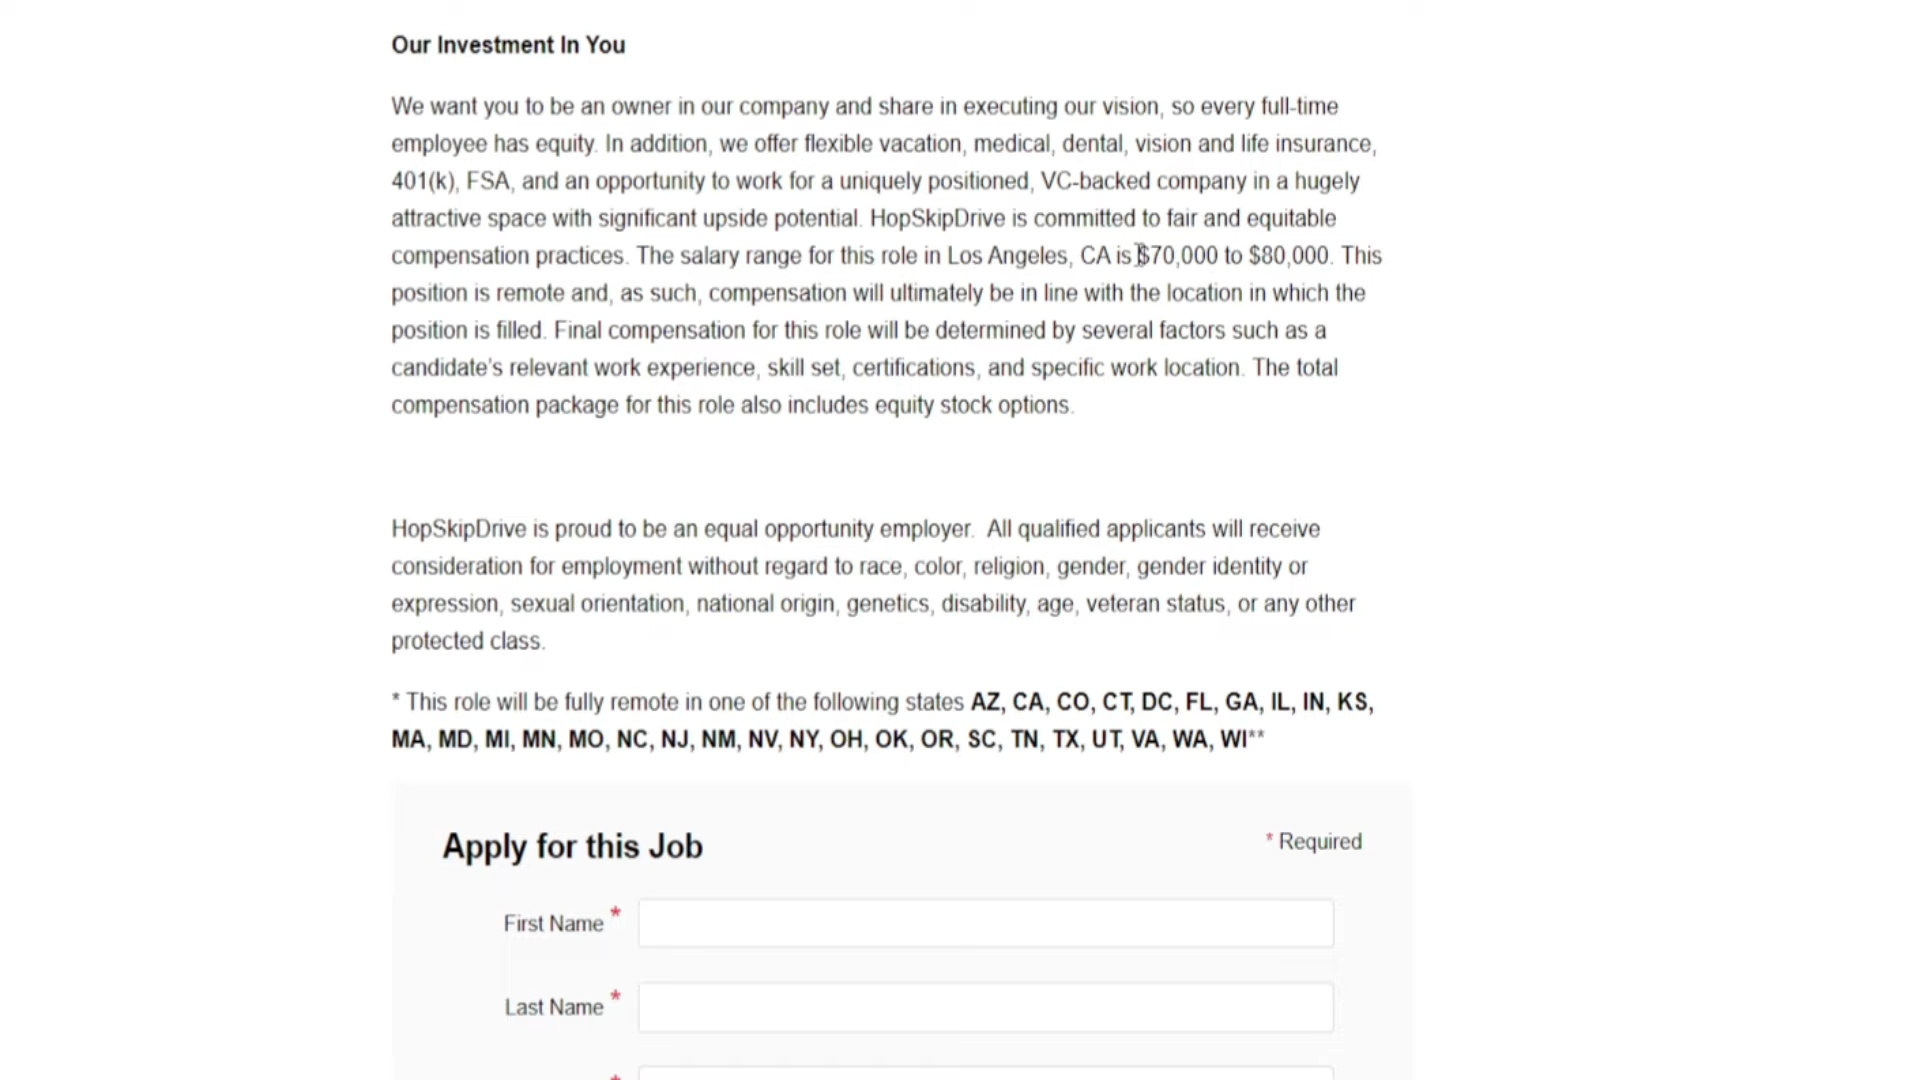 Our Investment In You
We want you to be an owner in our company and share in executing our vision, so every full-time
employee has equity. In addition, we offer flexible vacation, medical, dental, vision and life insurance,
401(k), FSA, and an opportunity to work for a uniquely positioned, VC-backed company in a hugely
attractive space with significant upside potential. HopSkipDrive is committed to fair and equitable
compensation practices. The salary range for this role in Los Angeles, CA is $70,000 to $80,000. This
position is remote and, as such, compensation will ultimately be in line with the location in which the
position is filled. Final compensation for this role will be determined by several factors such as a
candidate's relevant work experience, skill set, certifications, and specific work location. The total
compensation package for this role also includes equity stock options.
HopSkipDrive is proud to be an equal opportunity employer.  All qualified applicants will receive
consideration for employment without regard to race, color, religion, gender, gender identity or
expression, sexual orientation, national origin, genetics, disability, age, veteran status, or any other
protected class.
* This role will be fully remote in one of the following states AZ, CA, CO, CT, DC, FL, GA, IL, IN, KS,
MA, MD, MI, MN, MO, NC, NJ, NM, NV, NY, OH, OK, OR, SC, TN, TX, UT, VA, WA, WI**
Apply for this Job
* Required
First Name *
Last Name *
*